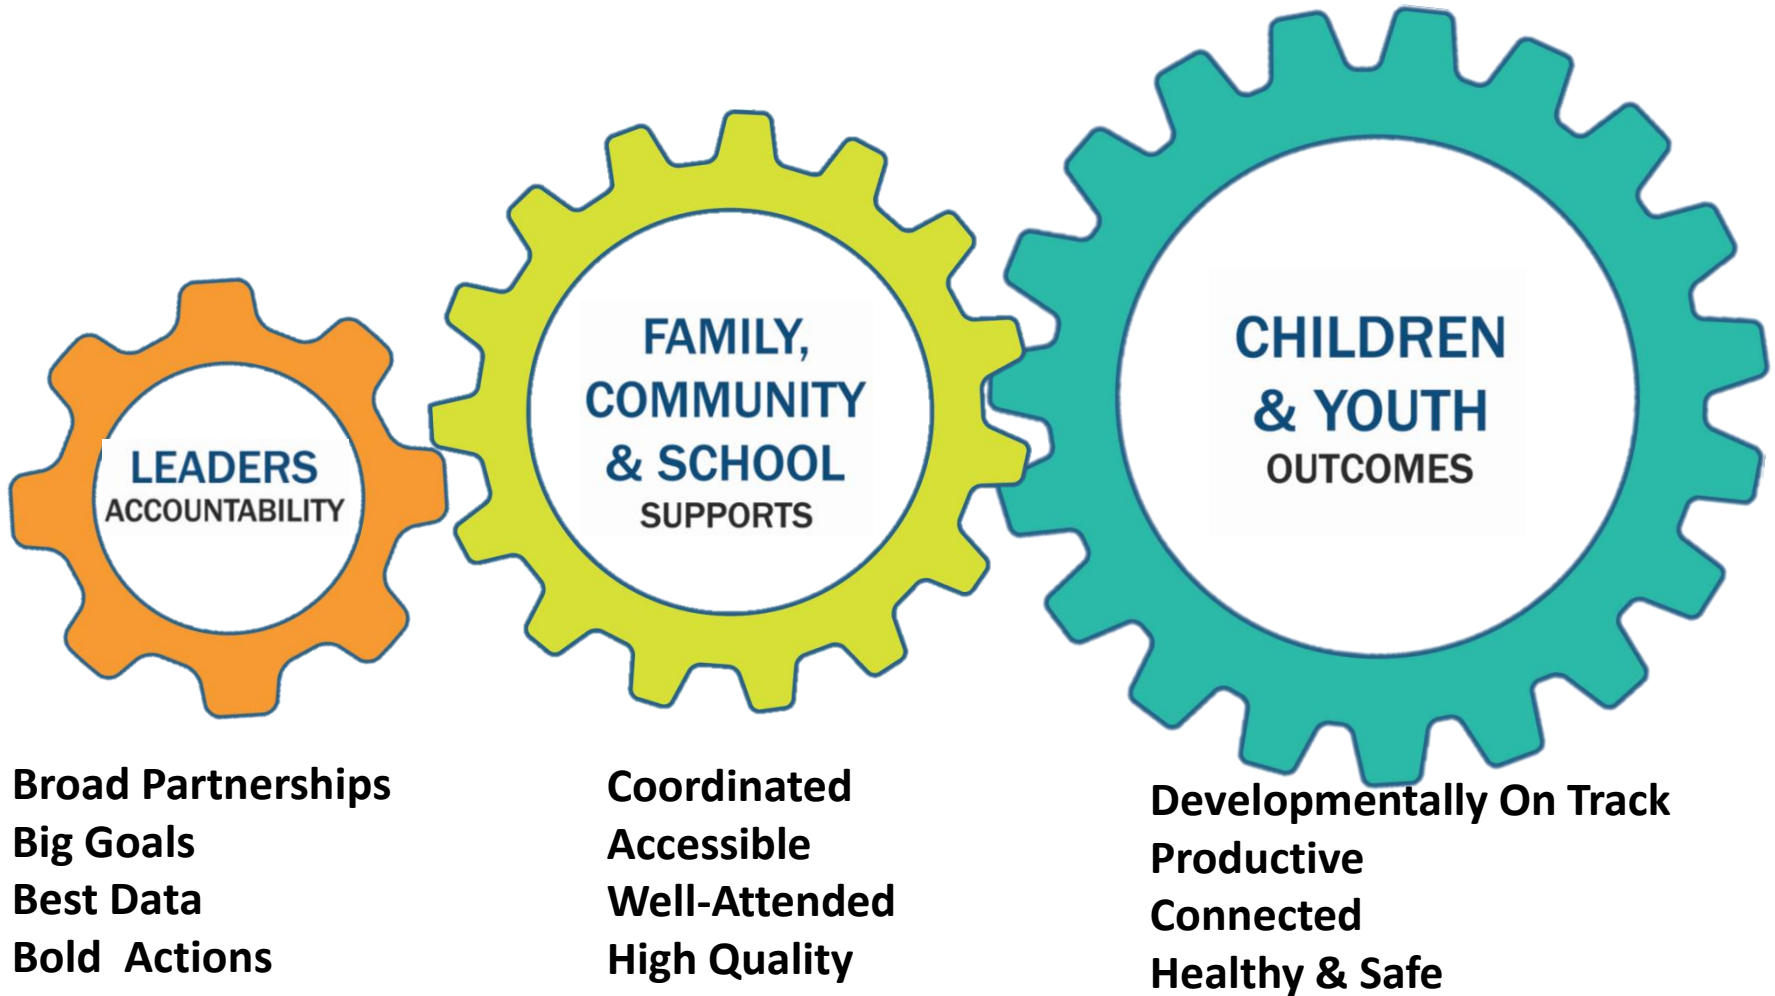 LEADERS
ACCOUNTABILITY
FAMILY,
COMMUNITY
& SCHOOL
SUPPORTS
CHILDREN
& YOUTH
OUTCOMES
Broad Partnerships
Big Goals
Best Data
Bold  Actions
Coordinated
Accessible
Well-Attended
High Quality
Developmentally On Track
Productive
Connected
Healthy & Safe